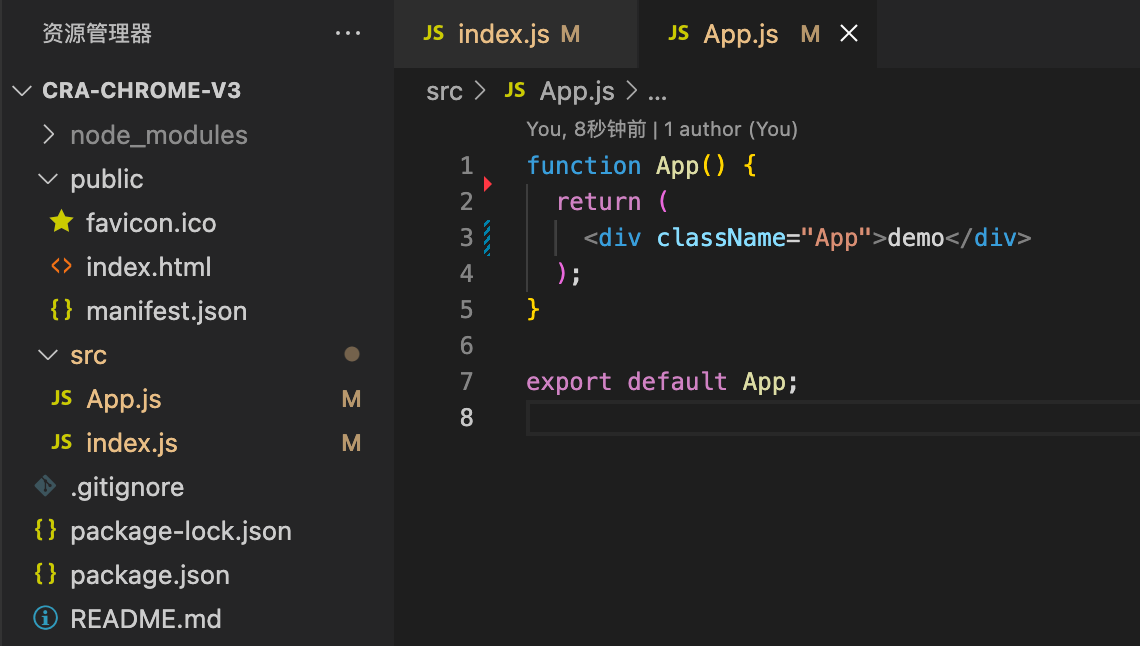 资源管理器 ···
CRA-CHROME-V3
node_modules
public
favicon.ico
<> index.html
{} manifest.json
src
JS App.js M
JS index.js M
.gitignore
{} package-lock.json
{} package.json
README.md
JS index.js M
JS App.js M
src > JS App.js > ...
You, 8秒钟前 | 1 author (You)
1 function App() {
2 return (
3 <div className="App">demo</div>
4 );
5 }
6
7 export default App;
8